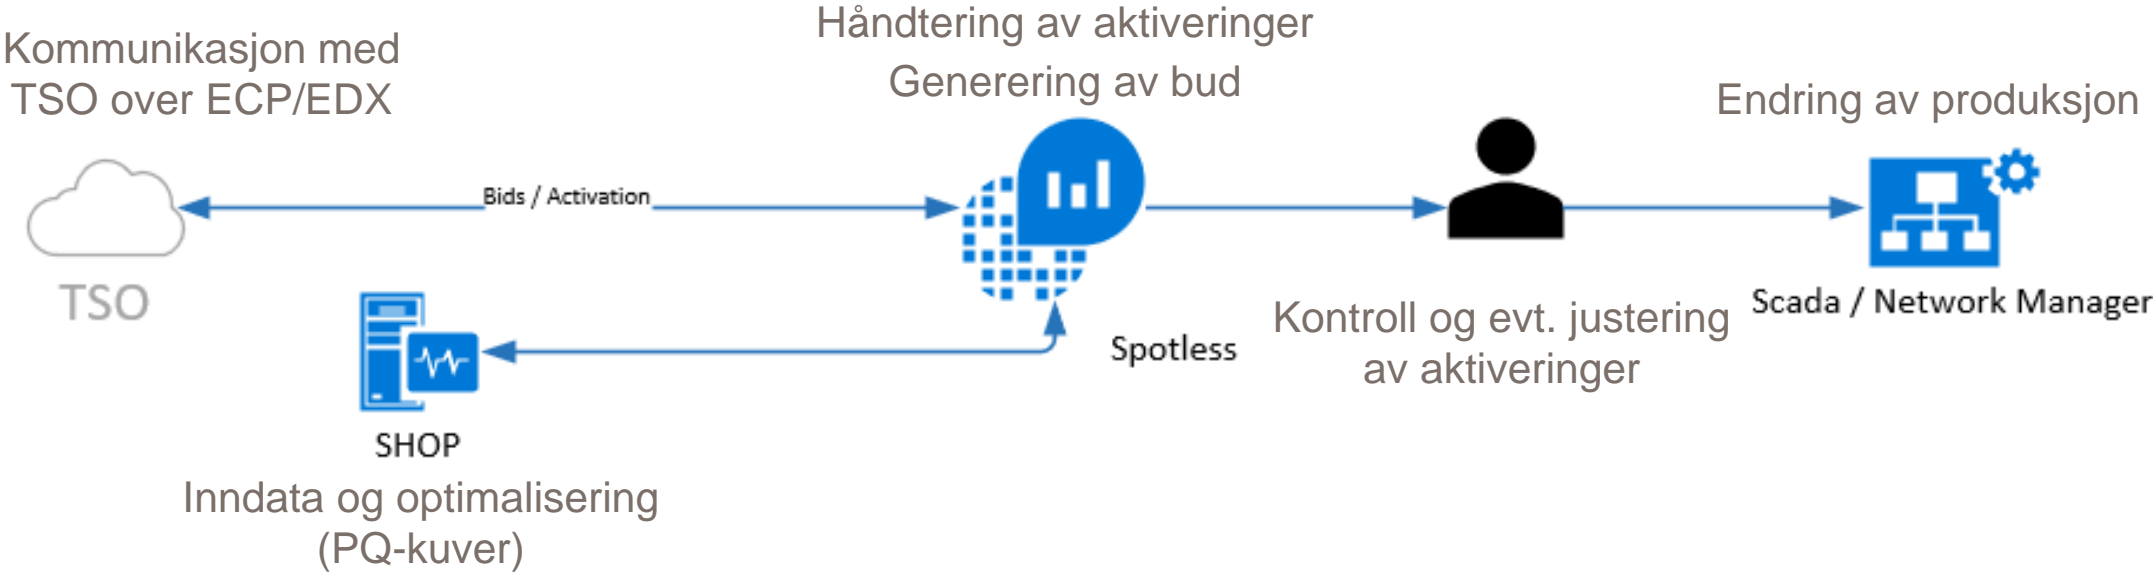 Kommunikasjon med
TSO over ECP/EDX
Håndtering av aktiveringer
Generering av bud
Endring av produksjon
Bids / Activation
TSO
Scada / Network Manager
Spotless
Kontroll og evt. justering
av aktiveringer
SHOP
Inndata og optimalisering
(PQ-kuver)